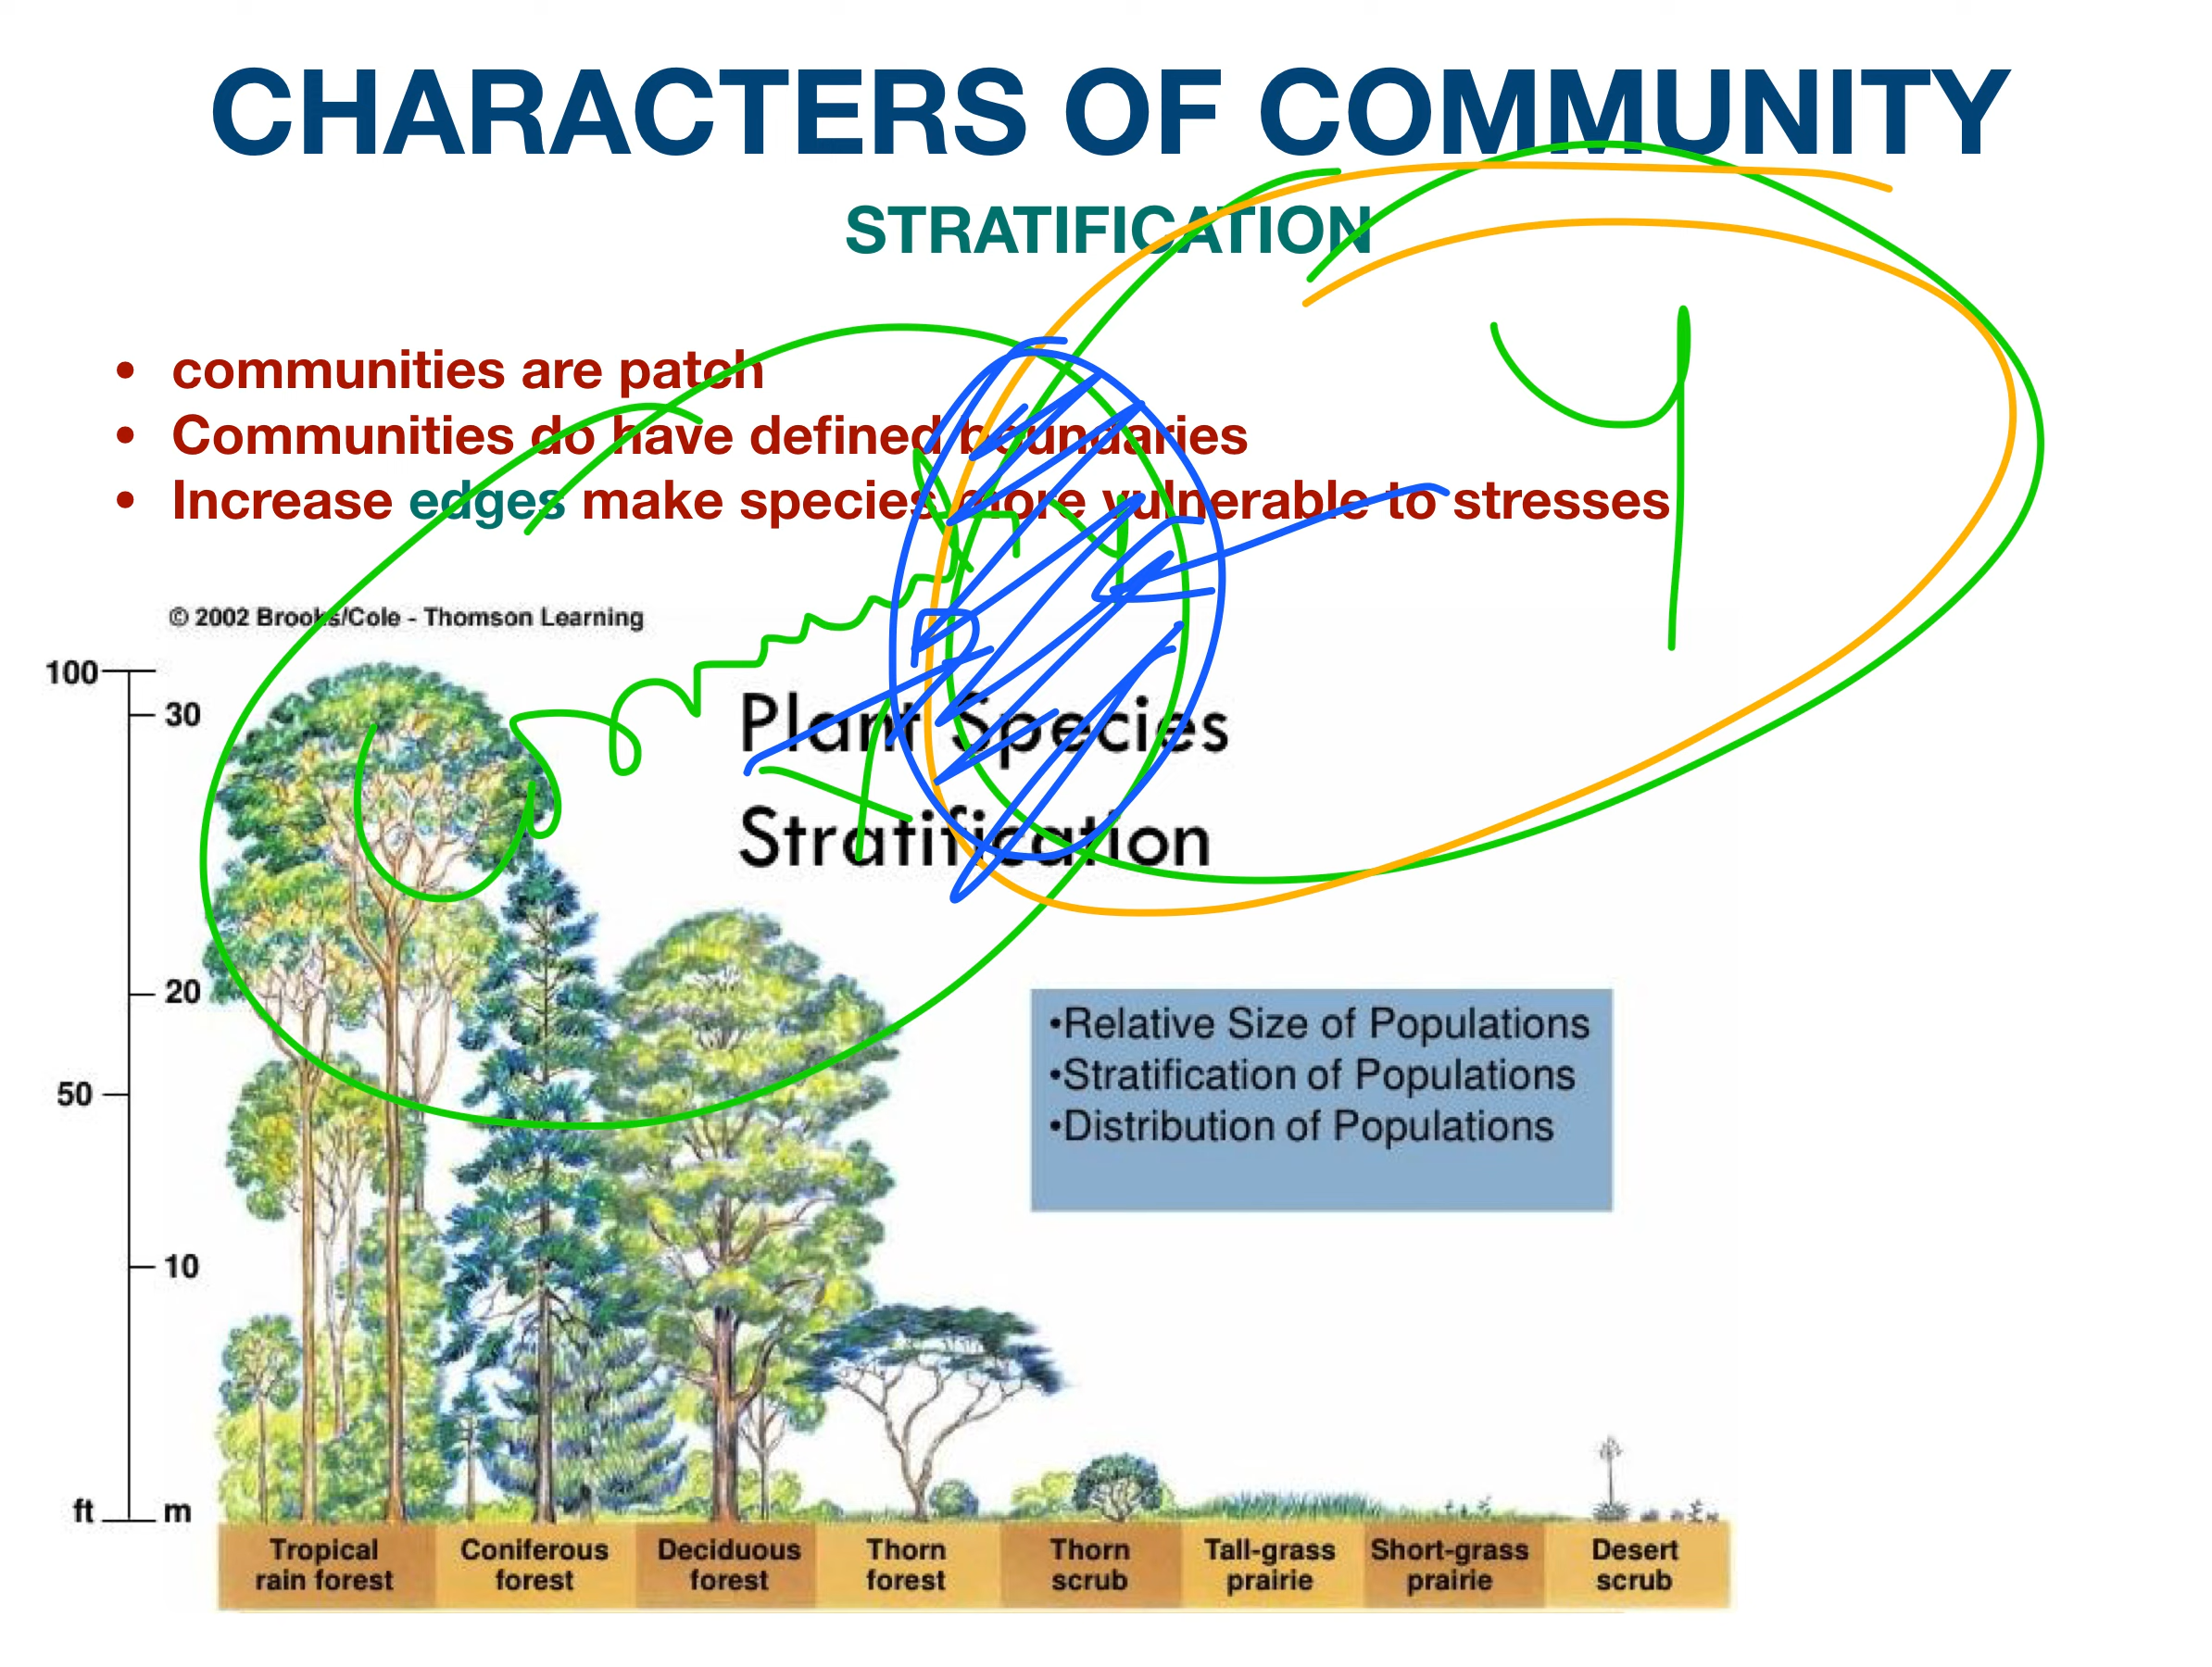 CHARACTERS OF COMMUNITY
STRATIFICATION
• communities are patch
• Communities do have defined boundaries
• Increase edges make species more vulnerable to stresses
y
© 2002 Brooks/Cole - Thomson Learning
100
30
Plant Species
Stratification
20
•Relative Size of Populations
•Stratification of Populations
•Distribution of Populations
50
10
ft
m
Tropical
rain forest
Coniferous
forest
Deciduous
forest
Thorn
forest
Thorn
scrub
Tall-grass
prairie
Short-grass
prairie
Desert
scrub